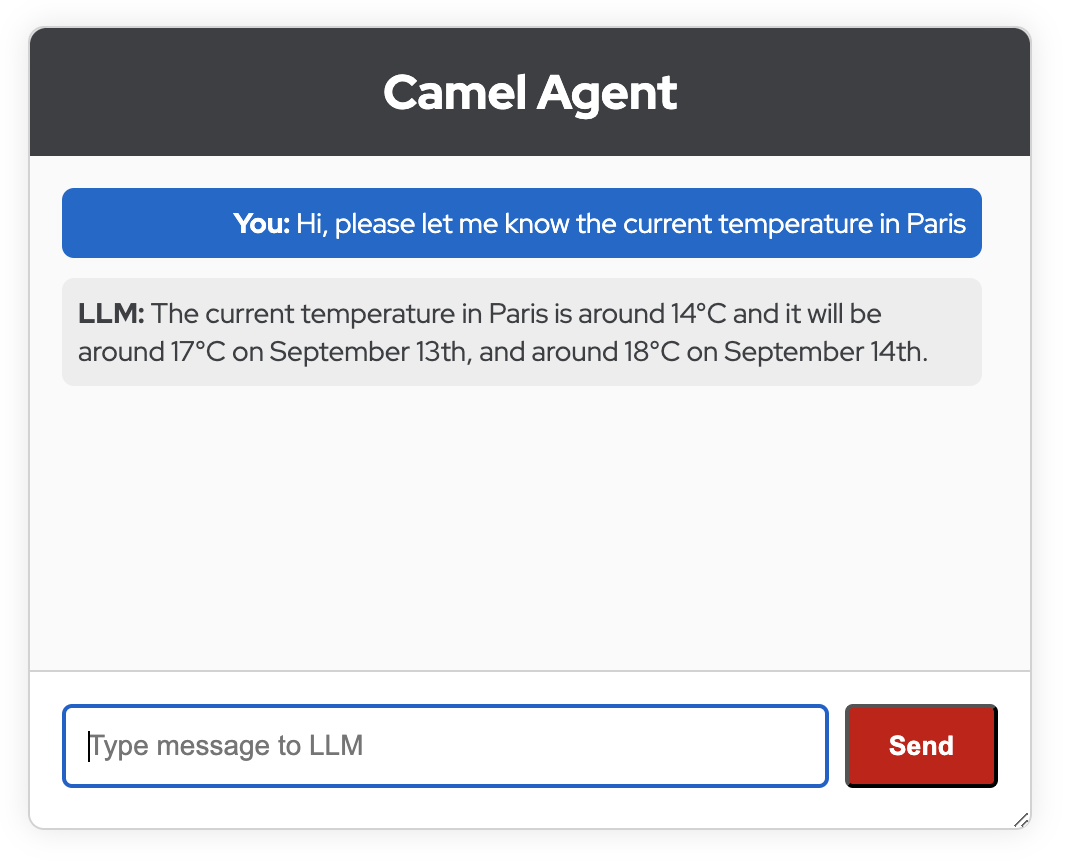 Camel Agent
You: Hi, please let me know the current temperature in Paris
LLM: The current temperature in Paris is around 14°C and it will be
around 17°C on September 13th, and around 18°C on September 14th.
Type message to LLM
Send